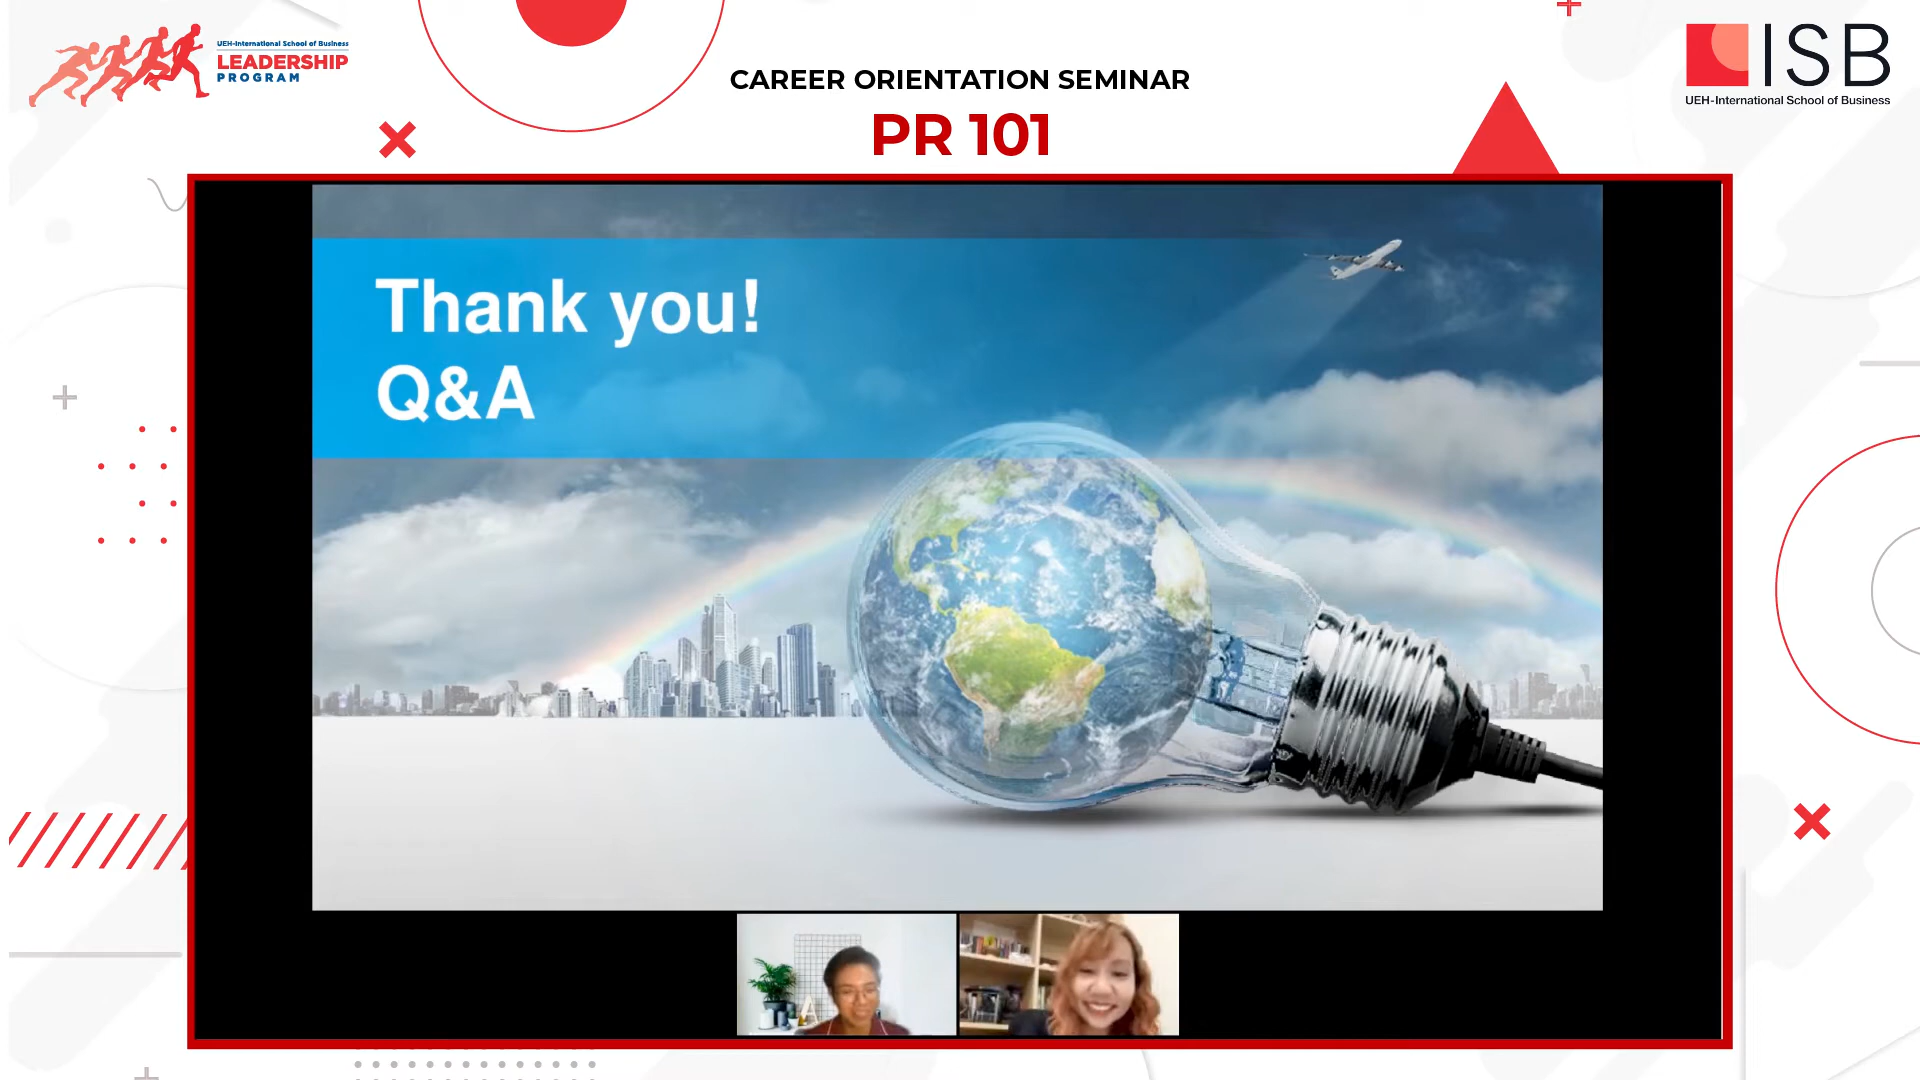 UEH-International School of Business
LEADERSHIP
PROGRAM
CAREER ORIENTATION SEMINAR
PR 101
ISB
UEH-International School of Business
Thank you!
Q&A
A